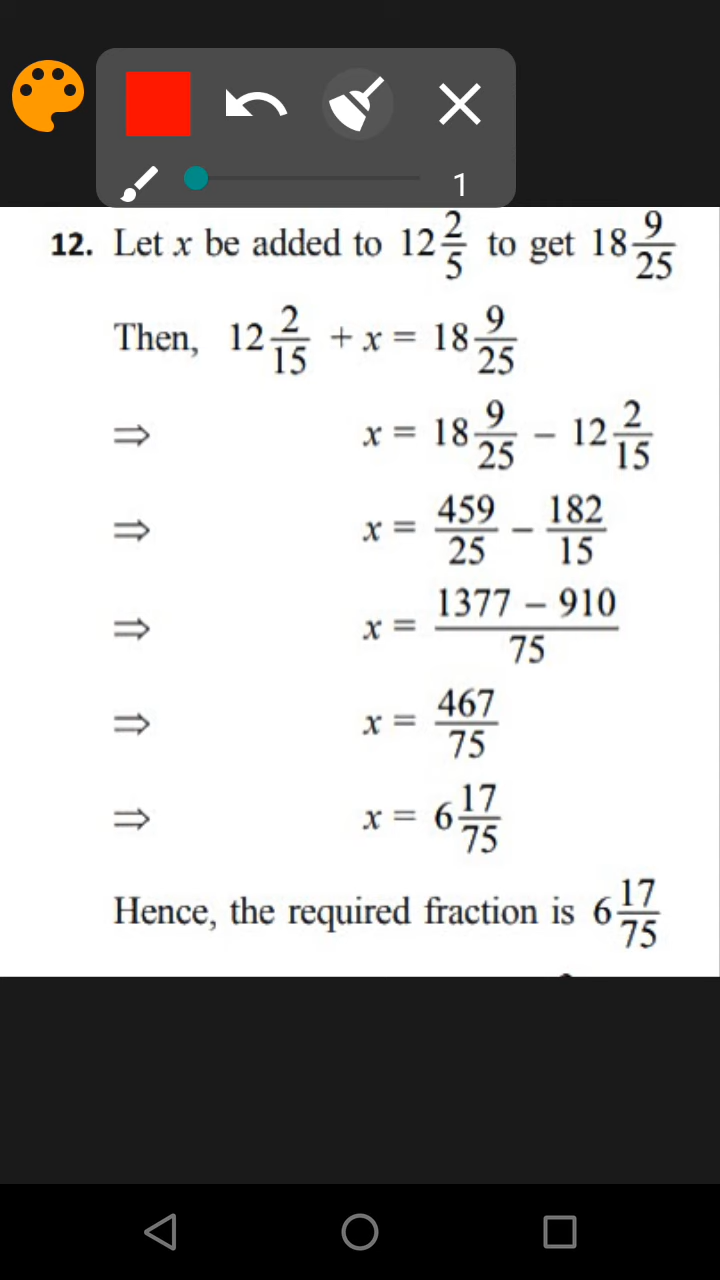 1
12. Let x be added to 12 2/5 to get 18 9/25
Then, 12 2/15 + x = 18 9/25
⇒ x = 18 9/25 − 12 2/15
⇒ x = 459/25 − 182/15
⇒ x = (1377 − 910)/75
⇒ x = 467/75
⇒ x = 6 17/75
Hence, the required fraction is 6 17/75